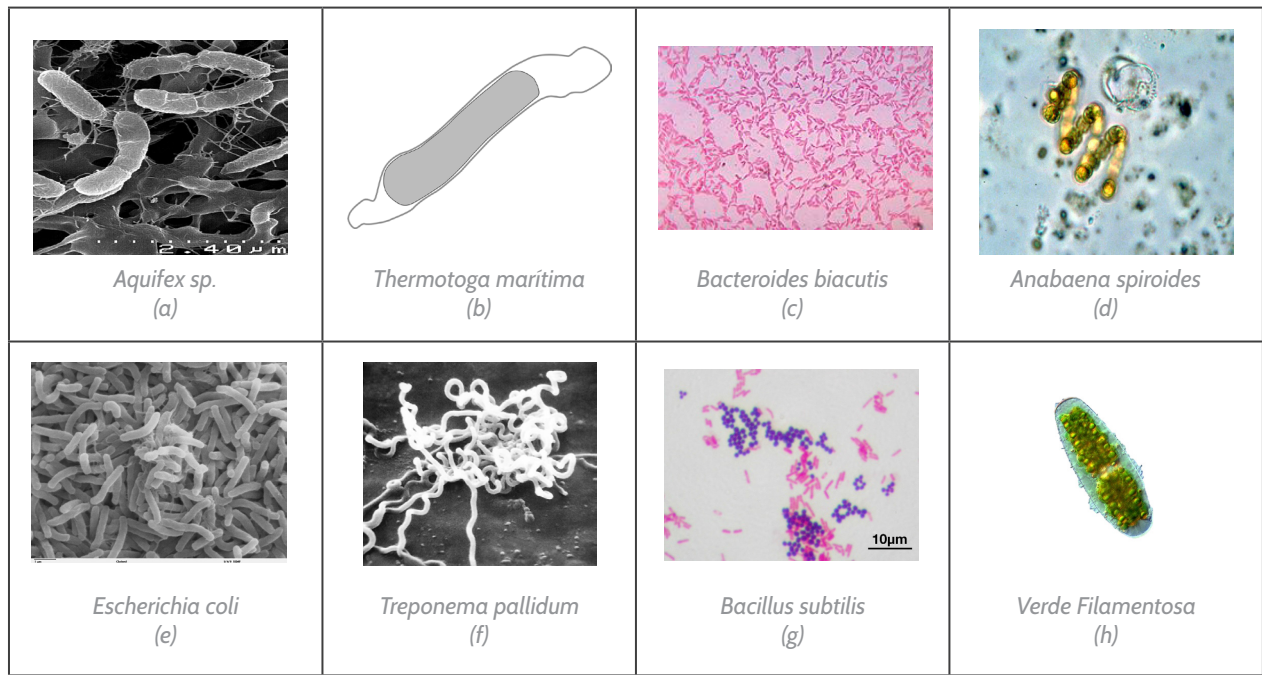 2.40µm
Aquifex sp.
(a)
Thermotoga marítima
(b)
Bacteroides biacutis
(c)
Anabaena spiroides
(d)
Escherichia coli
(e)
Treponema pallidum
(f)
10µm
Bacillus subtilis
(g)
Verde Filamentosa
(h)